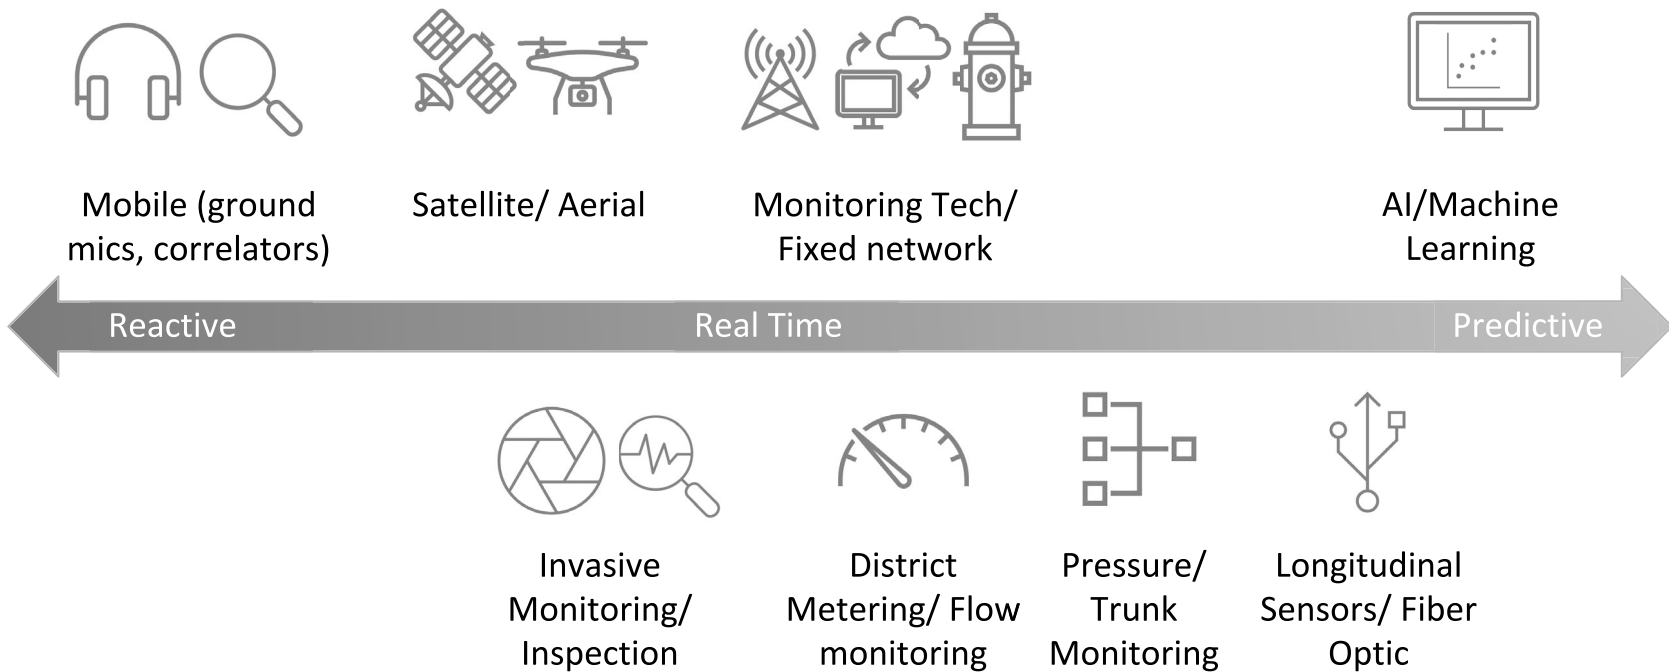 Mobile (ground
mics, correlators)
Satellite/ Aerial
Monitoring Tech/
Fixed network
AI/Machine
Learning
Reactive
Real Time
Predictive
Invasive
Monitoring/
Inspection
District
Metering/ Flow
monitoring
Pressure/
Trunk
Monitoring
Longitudinal
Sensors/ Fiber
Optic